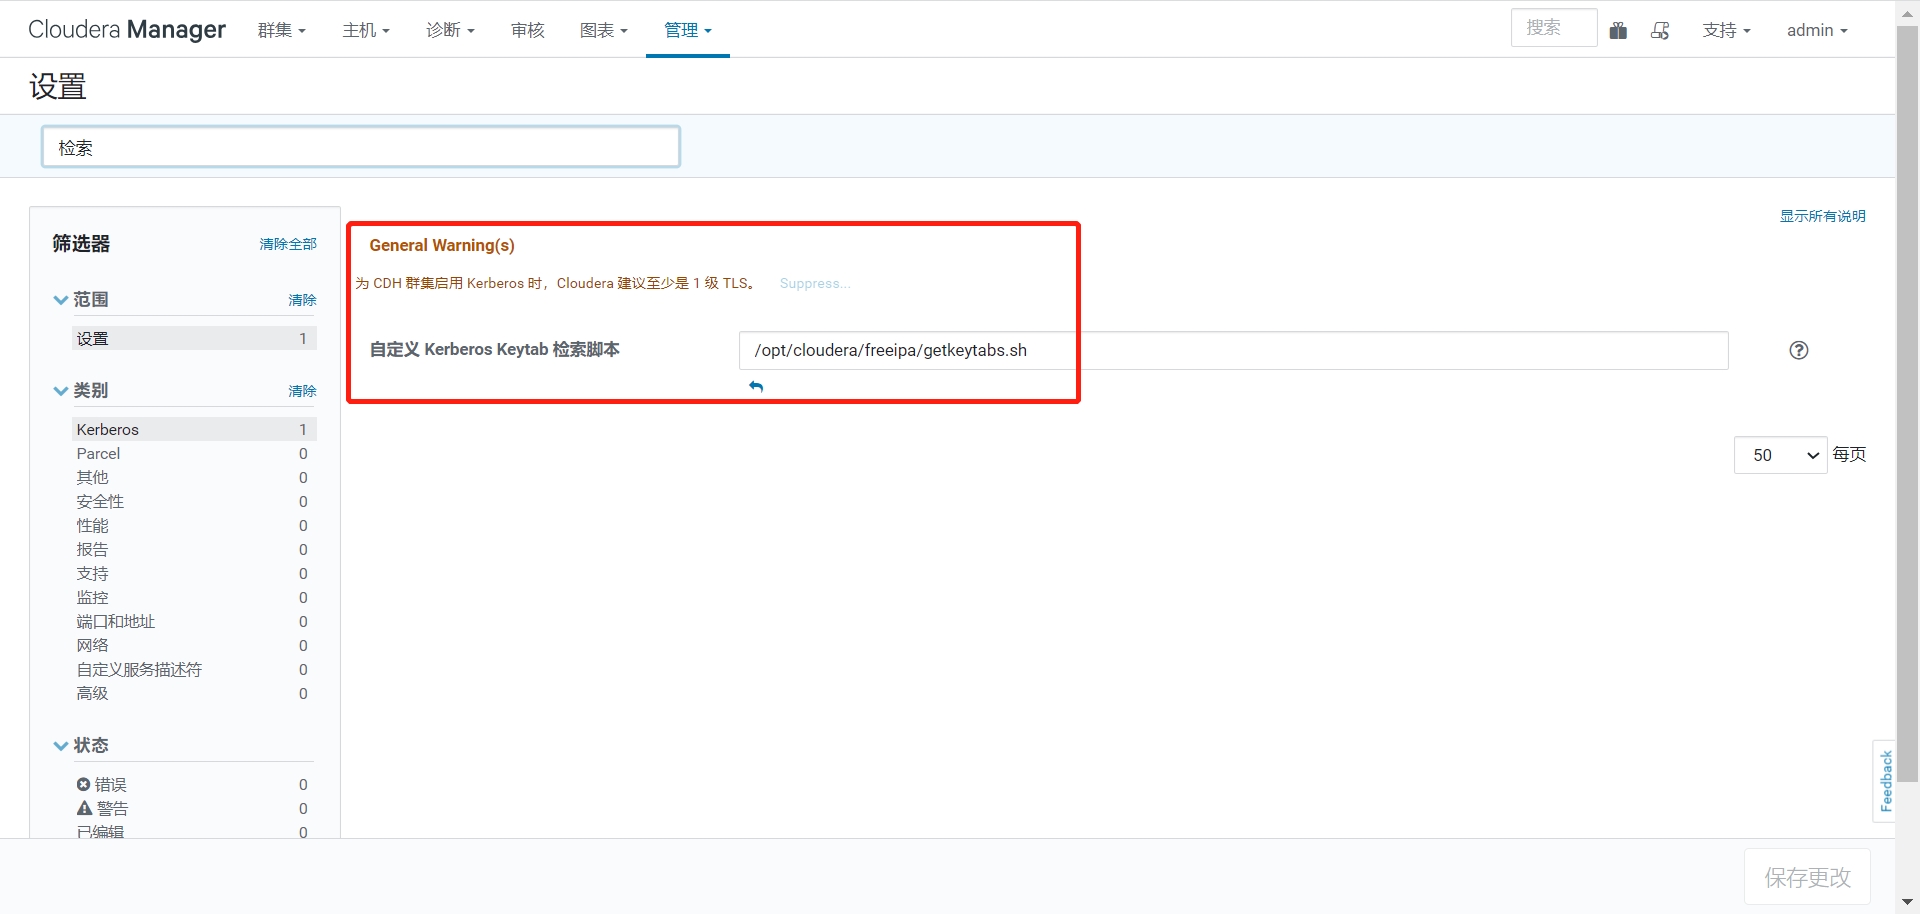 Cloudera Manager 群集 主机 诊断 审核 图表 管理 搜索 支持 admin
设置
检索
显示所有说明
筛选器 清除全部
范围 清除
设置 1
类别 清除
Kerberos 1
Parcel 0
其他 0
安全性 0
性能 0
报告 0
支持 0
监控 0
端口和地址 0
网络 0
自定义服务描述符 0
高级 0
状态
错误 0
警告 0
已编辑 0
General Warning(s)
为 CDH 群集启用 Kerberos 时，Cloudera 建议至少是 1 级 TLS。 Suppress...
自定义 Kerberos Keytab 检索脚本 /opt/cloudera/freeipa/getkeytabs.sh
50 每页
Feedback
保存更改